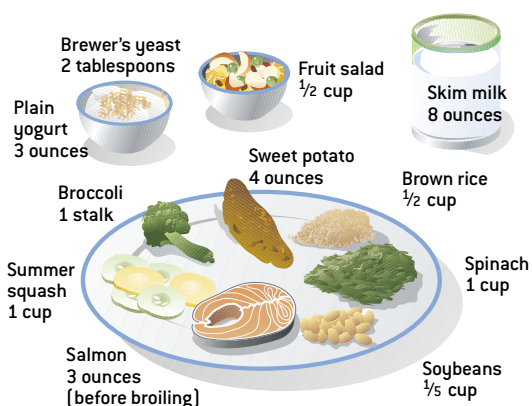 Brewer's yeast
2 tablespoons
Fruit salad
1/2 cup
Skim milk
8 ounces
Plain
yogurt
3 ounces
Sweet potato
4 ounces
Brown rice
1/2 cup
Broccoli
1 stalk
Spinach
1 cup
Summer
squash
1 cup
Salmon
3 ounces
(before broiling)
Soybeans
1/5 cup